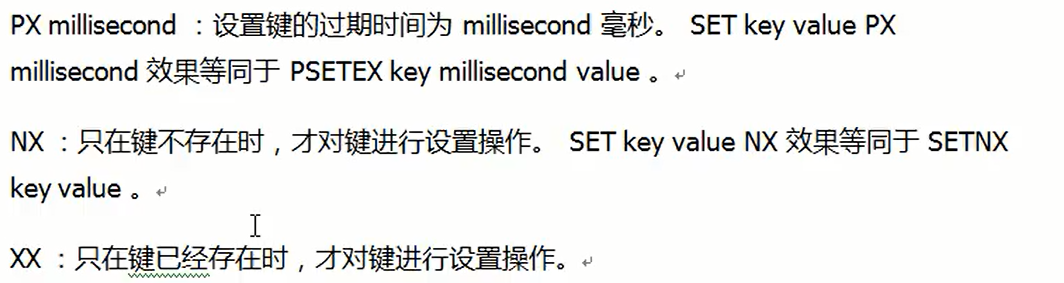 PX millisecond ：设置键的过期时间为 millisecond 毫秒。 SET key value PX
millisecond 效果等同于 PSETEX key millisecond value 。
NX ：只在键不存在时，才对键进行设置操作。 SET key value NX 效果等同于 SETNX
key value 。
XX ：只在键已经存在时，才对键进行设置操作。